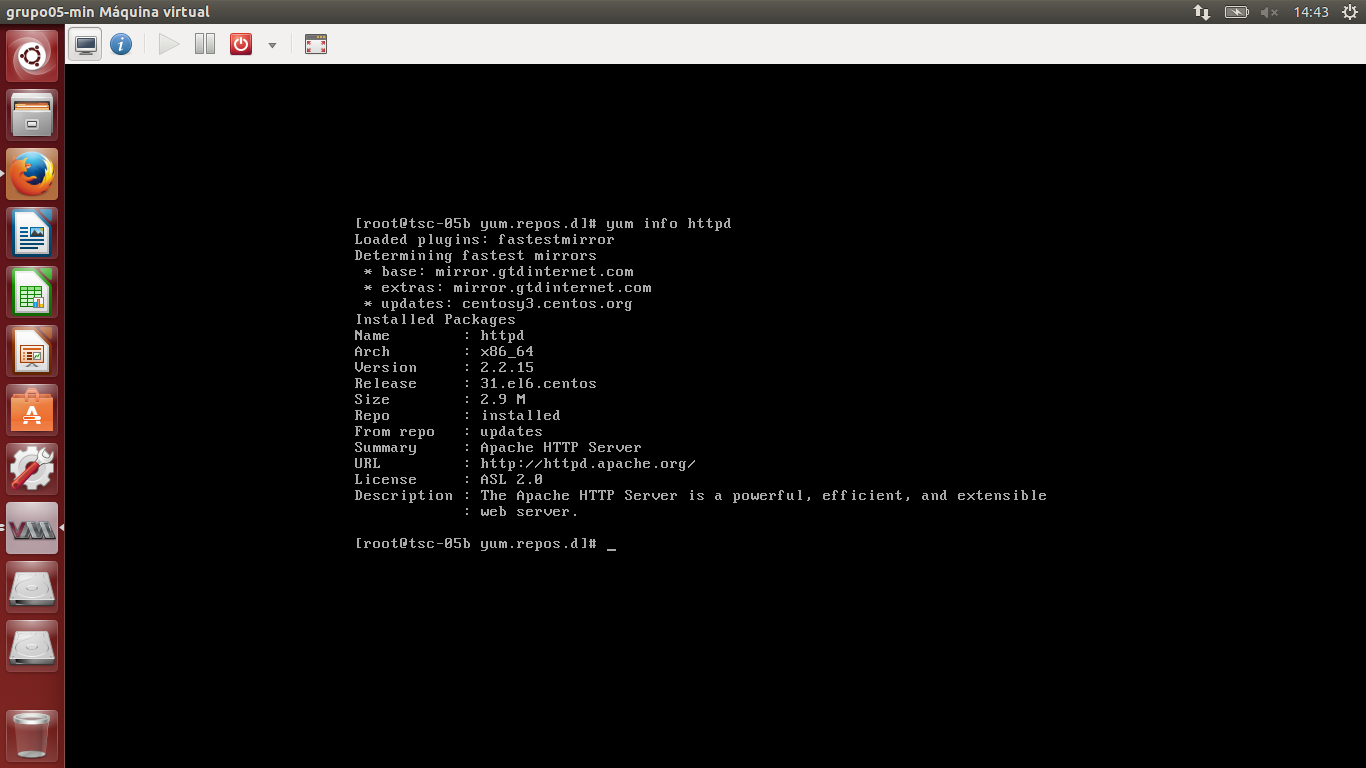 grupo05-min Máquina virtual
14:43
[root@tsc-05b yum.repos.d]# yum info httpd
Loaded plugins: fastestmirror
Determining fastest mirrors
 * base: mirror.gtdinternet.com
 * extras: mirror.gtdinternet.com
 * updates: centosy3.centos.org
Installed Packages
Name        : httpd
Arch        : x86_64
Version     : 2.2.15
Release     : 31.el6.centos
Size        : 2.9 M
Repo        : installed
From repo   : updates
Summary     : Apache HTTP Server
URL         : http://httpd.apache.org/
License     : ASL 2.0
Description : The Apache HTTP Server is a powerful, efficient, and extensible
            : web server.
[root@tsc-05b yum.repos.d]# _